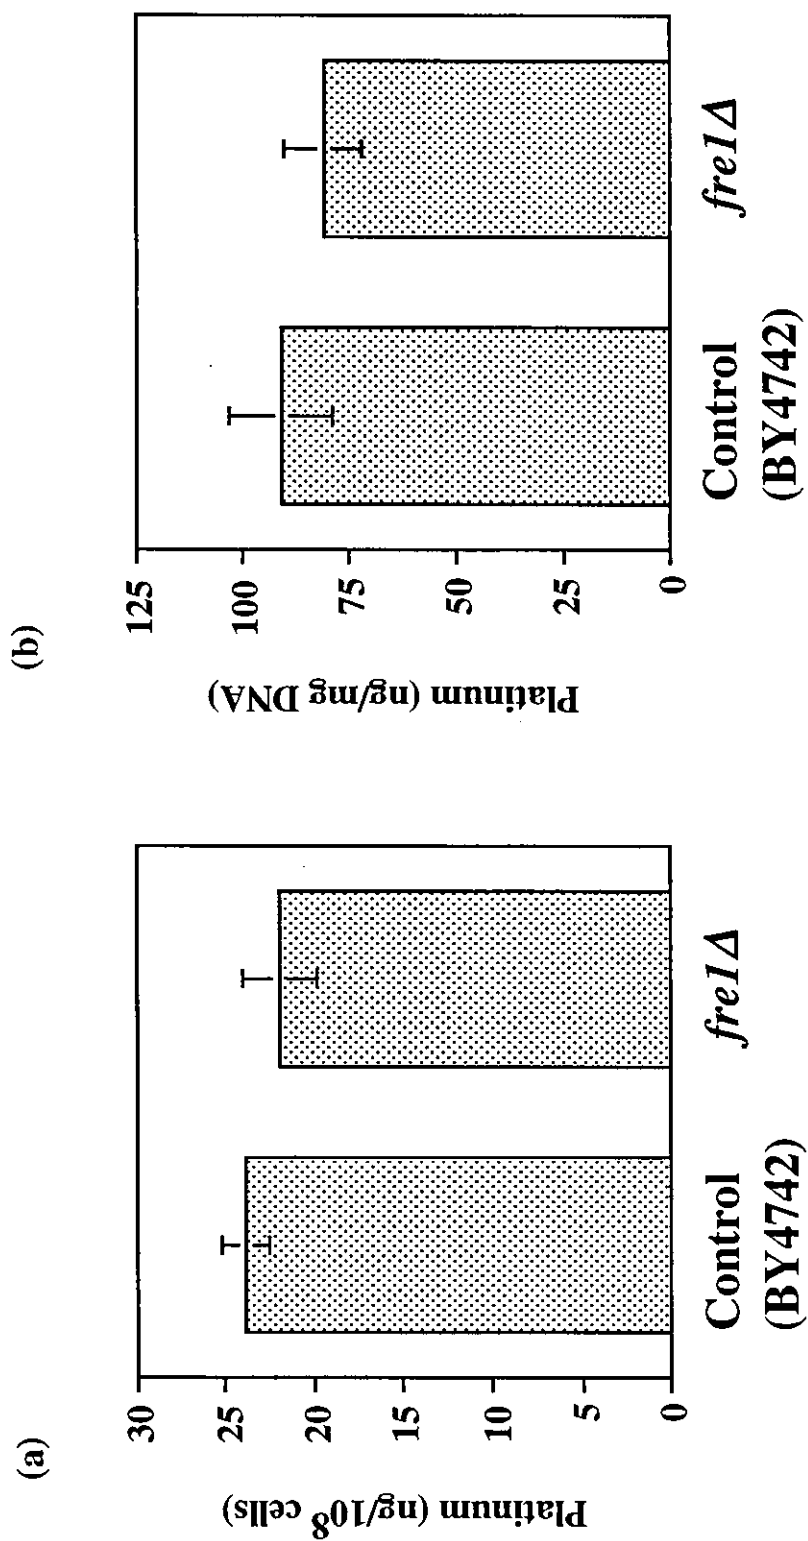 (a)
Platinum (ng/10⁸ cells)
30
25
20
15
10
5
0
Control
(BY4742)
fre1Δ
(b)
Platinum (ng/mg DNA)
125
100
75
50
25
0
Control
(BY4742)
fre1Δ